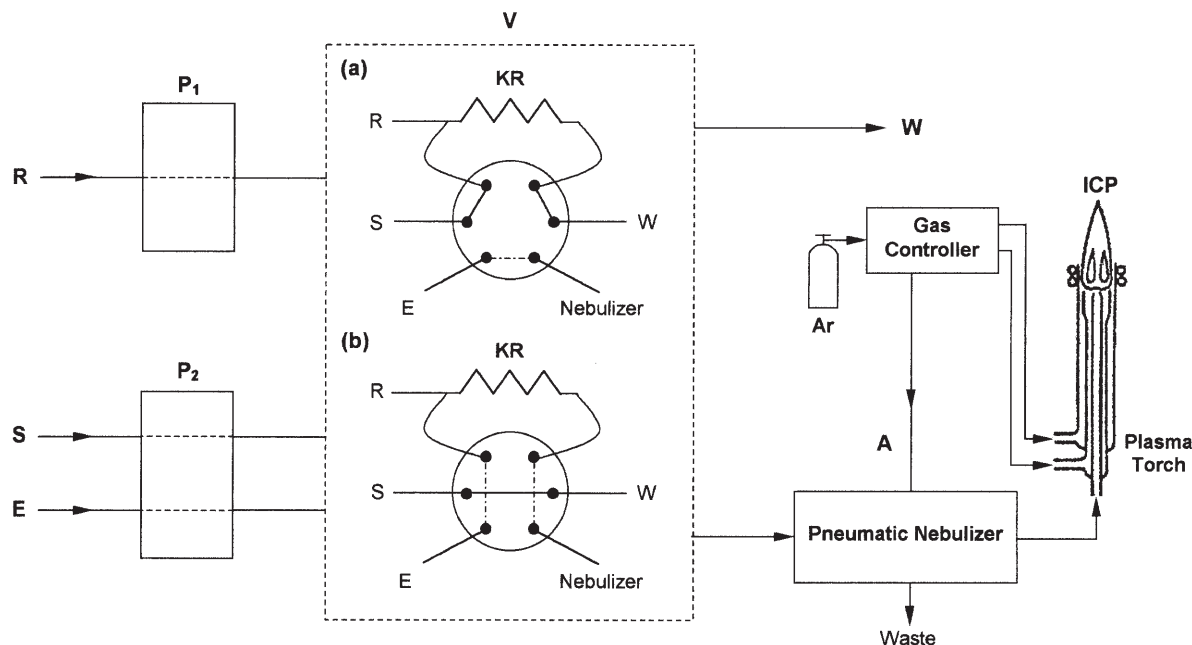 V
P₁
R
(a)
KR
R
S
W
E
Nebulizer
(b)
KR
R
S
W
E
Nebulizer
P₂
S
E
W
ICP
Gas
Controller
Ar
A
Plasma
Torch
Pneumatic Nebulizer
Waste